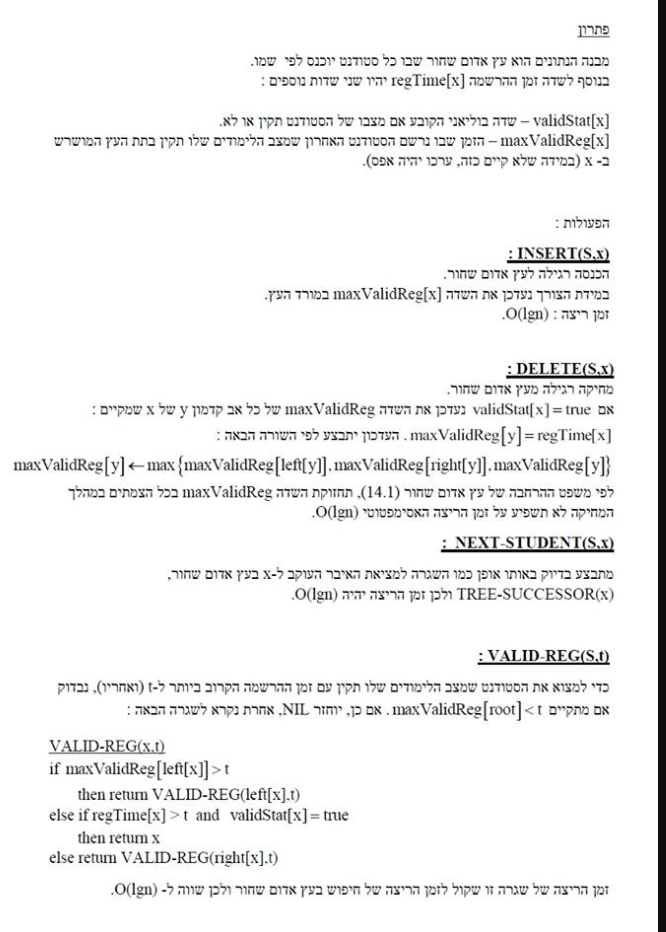 פתרון
מבנה הנתונים הוא עץ אדום שחור שבו כל סטודנט יוכנס לפי שמו.
בנוסף לשדה זמן ההרשמה regTime[x] יהיו שני שדות נוספים :
validStat[x] – שדה בוליאני הקובע אם מצבו של הסטודנט תקין או לא.
maxValidReg[x] – הזמן שבו נרשם הסטודנט האחרון שמצב הלימודים שלו תקין בתת העץ המושרש
ב- x (במידה שלא קיים כזה, ערכו יהיה אפס).
הפעולות :
INSERT(S,x) :
הכנסה רגילה לעץ אדום שחור.
במידת הצורך נעדכן את השדה maxValidReg[x] במורד העץ.
זמן ריצה : O(lgn).
DELETE(S,x) :
מחיקה רגילה מעץ אדום שחור.
אם validStat[x] = true נעדכן את השדה maxValidReg של כל אב קדמון y של x שמקיים :
maxValidReg[y] = regTime[x] . העדכון יתבצע לפי השורה הבאה :
maxValidReg[y] ← max {maxValidReg[left[y]], maxValidReg[right[y]], maxValidReg[y]}
לפי משפט ההרחבה של עץ אדום שחור (14.1), תחזוקת השדה maxValidReg בכל הצמתים במהלך
המחיקה לא תשפיע על זמן הריצה האסימפטוטי O(lgn).
NEXT-STUDENT(S,x) :
מתבצע בדיוק באותו אופן כמו השגרה למציאת האיבר העוקב ל-x בעץ אדום שחור,
TREE-SUCCESSOR(x) ולכן זמן הריצה יהיה O(lgn).
VALID-REG(S,t) :
כדי למצוא את הסטודנט שמצב הלימודים שלו תקין עם זמן ההרשמה הקרוב ביותר ל-t (ואחריו), נבדוק
אם מתקיים maxValidReg[root] < t . אם כן, יוחזר NIL, אחרת נקרא לשגרה הבאה :
VALID-REG(x,t)
if maxValidReg[left[x]] > t
then return VALID-REG(left[x],t)
else if regTime[x] > t and validStat[x] = true
then return x
else return VALID-REG(right[x],t)
זמן הריצה של שגרה זו שקול לזמן הריצה של חיפוש בעץ אדום שחור ולכן שווה ל- O(lgn).